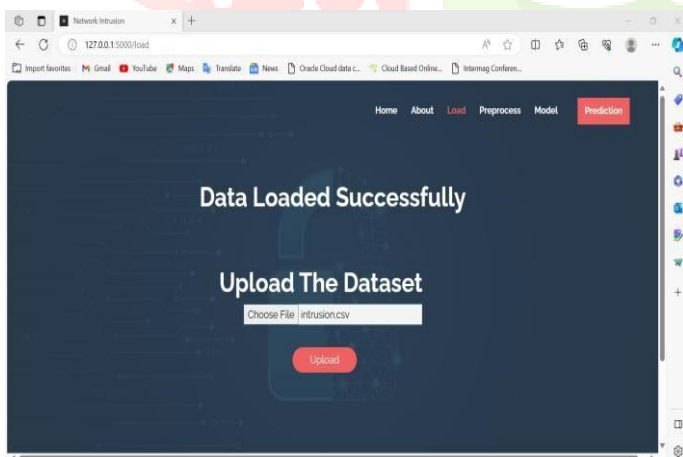 Network Intrusion
127.0.0.1:5000/load
Import favorites M Gmail YouTube Maps Translate News Oracle Cloud data c... Cloud Based Online... Intermag Conferen...
Home About Load Preprocess Model Prediction
Data Loaded Successfully
Upload The Dataset
Choose File intrusion.csv
Upload